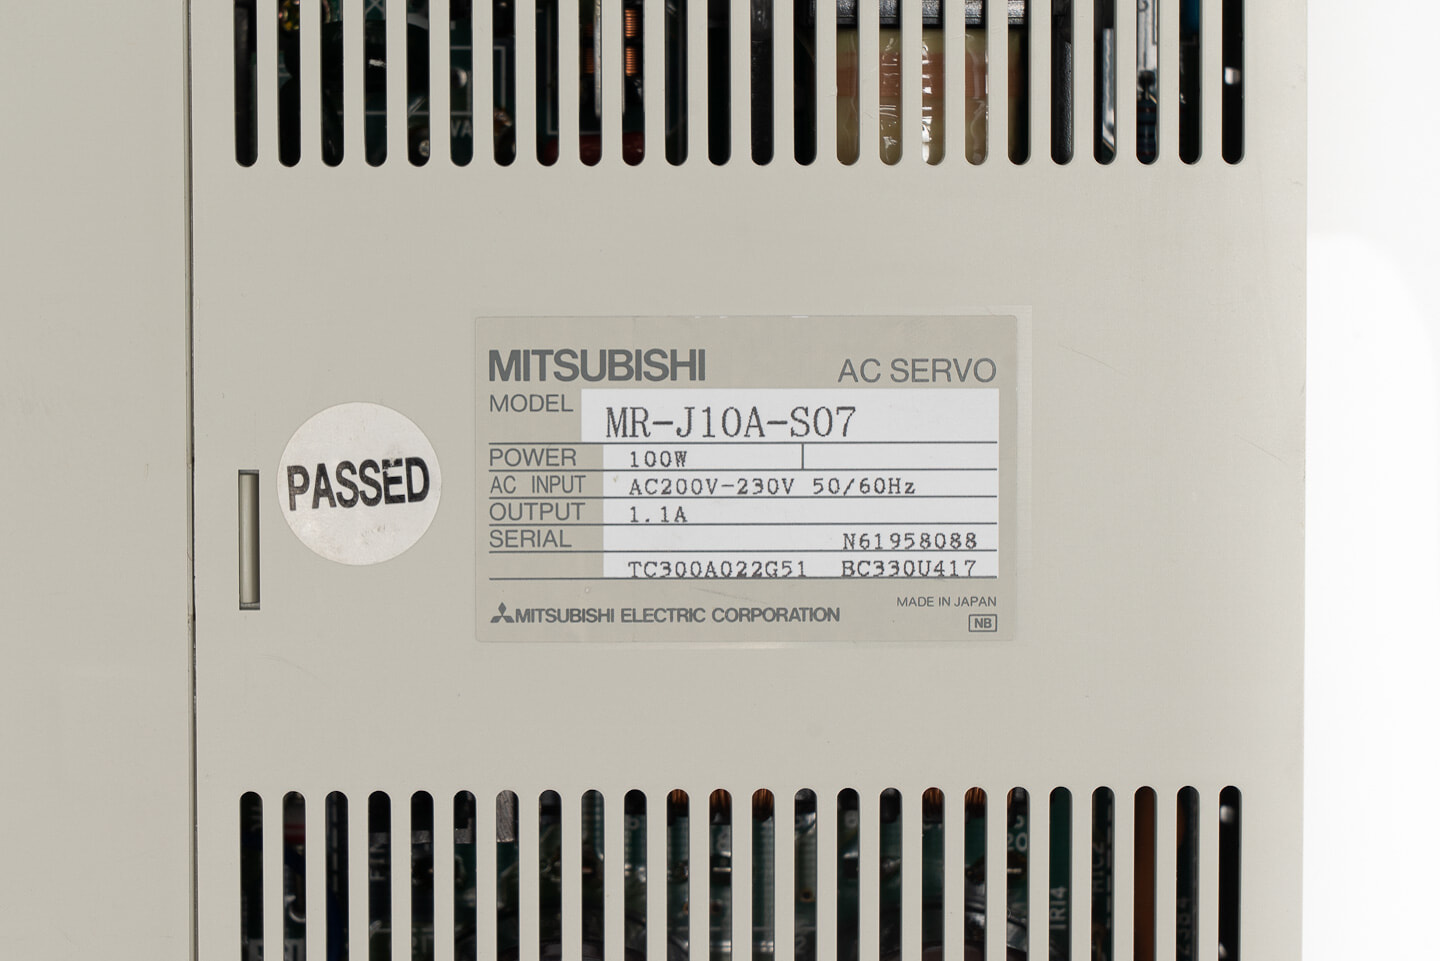 MITSUBISHI AC SERVO
MODEL MR-J10A-S07
POWER 100W
AC INPUT AC200V-230V 50/60Hz
OUTPUT 1.1A
SERIAL N61958088
TC300A022G51 BC330U417
MITSUBISHI ELECTRIC CORPORATION
MADE IN JAPAN
NB
PASSED
IRI4